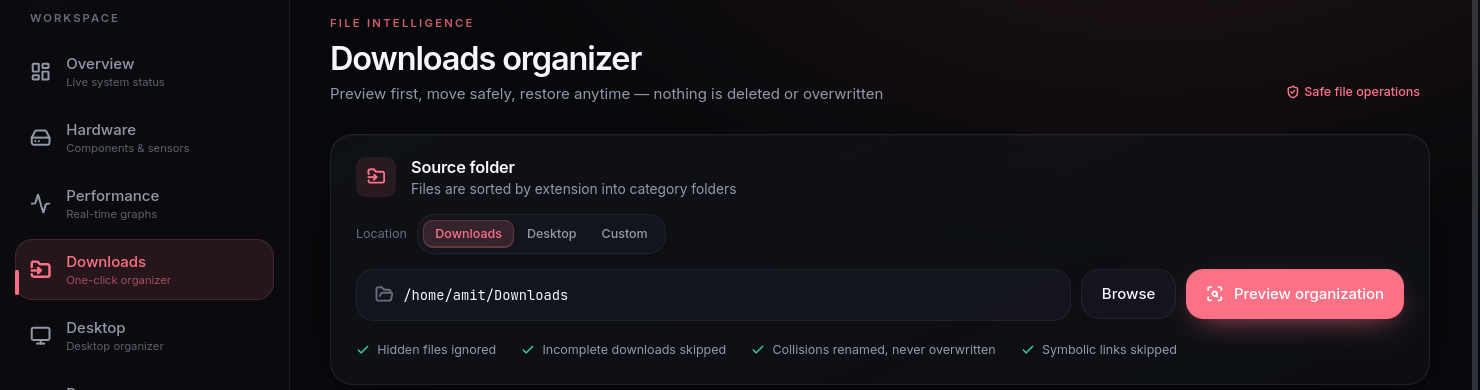 WORKSPACE
Overview
Live system status
Hardware
Components & sensors
Performance
Real-time graphs
Downloads
One-click organizer
Desktop
Desktop organizer
FILE INTELLIGENCE
Downloads organizer
Preview first, move safely, restore anytime — nothing is deleted or overwritten
Safe file operations
Source folder
Files are sorted by extension into category folders
Location Downloads Desktop Custom
/home/amit/Downloads Browse Preview organization
Hidden files ignored Incomplete downloads skipped Collisions renamed, never overwritten Symbolic links skipped